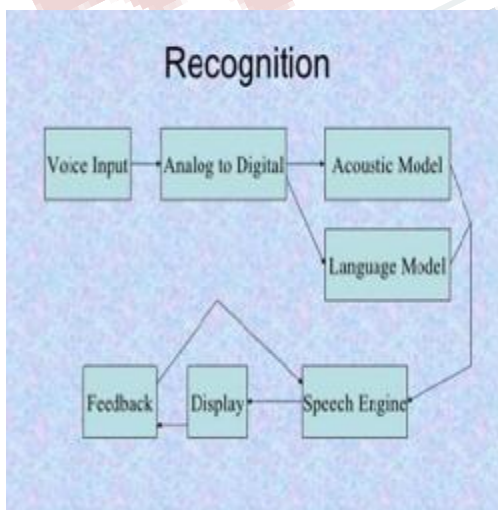 Recognition
Voice Input
Analog to Digital
Acoustic Model
Language Model
Feedback
Display
Speech Engine